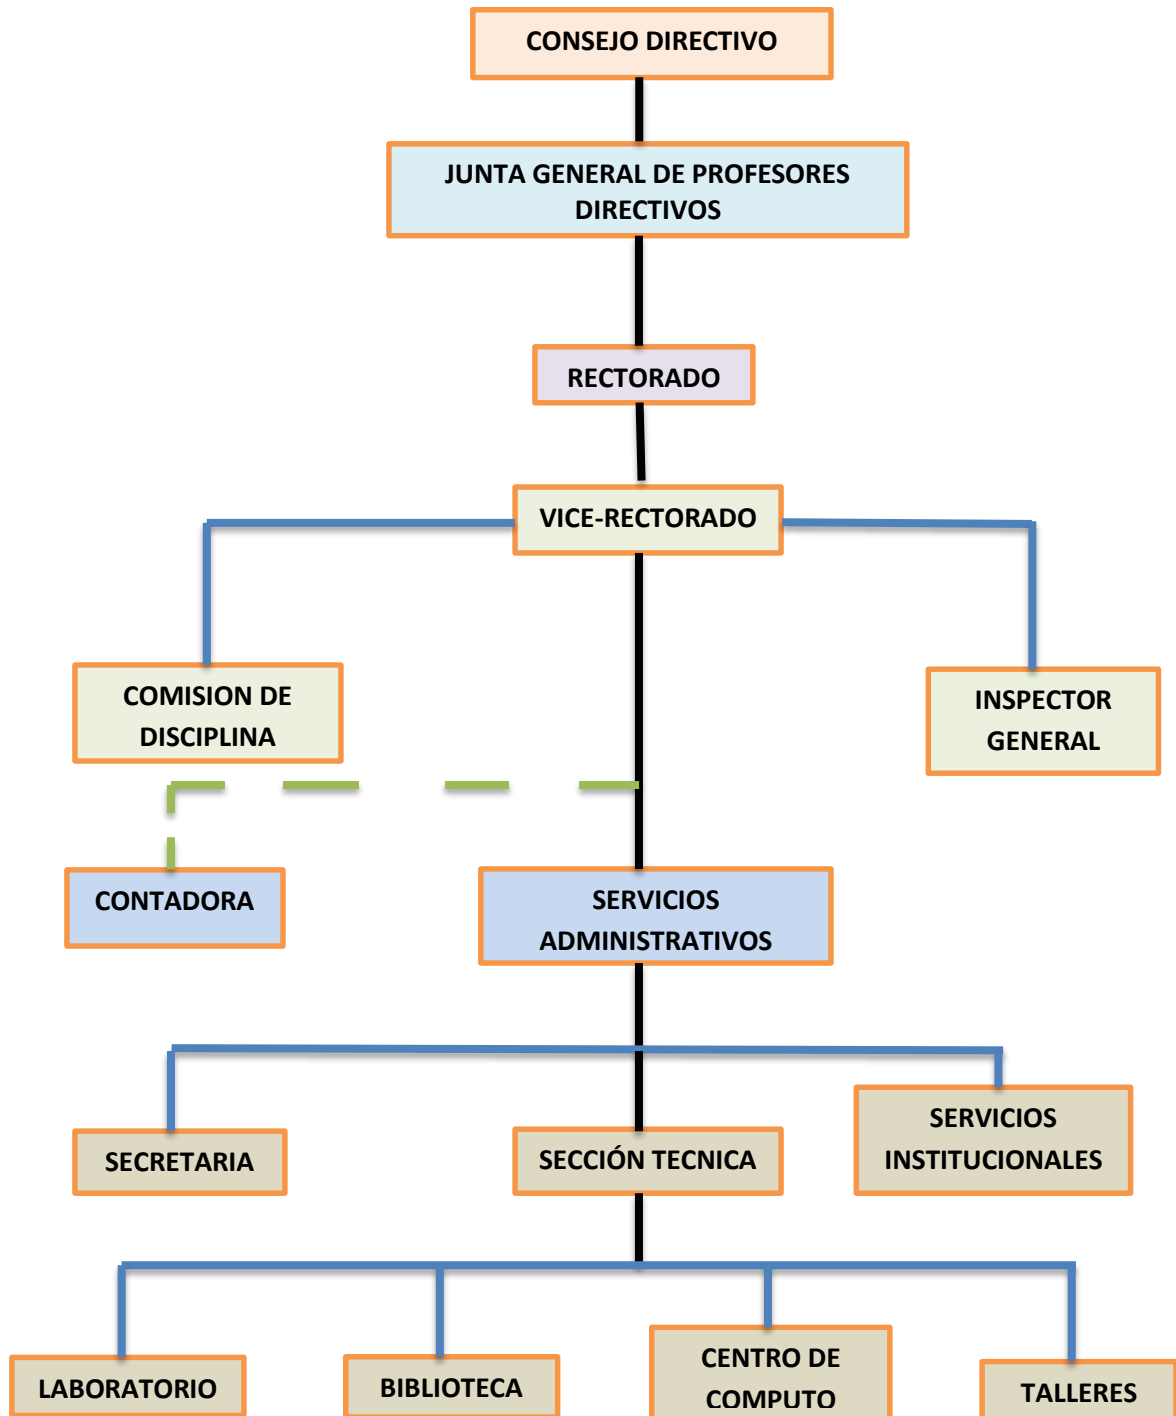 CONSEJO DIRECTIVO
JUNTA GENERAL DE PROFESORES
DIRECTIVOS
RECTORADO
VICE-RECTORADO
COMISION DE
DISCIPLINA
INSPECTOR
GENERAL
CONTADORA
SERVICIOS
ADMINISTRATIVOS
SECRETARIA
SECCIÓN TECNICA
SERVICIOS
INSTITUCIONALES
LABORATORIO
BIBLIOTECA
CENTRO DE
COMPUTO
TALLERES